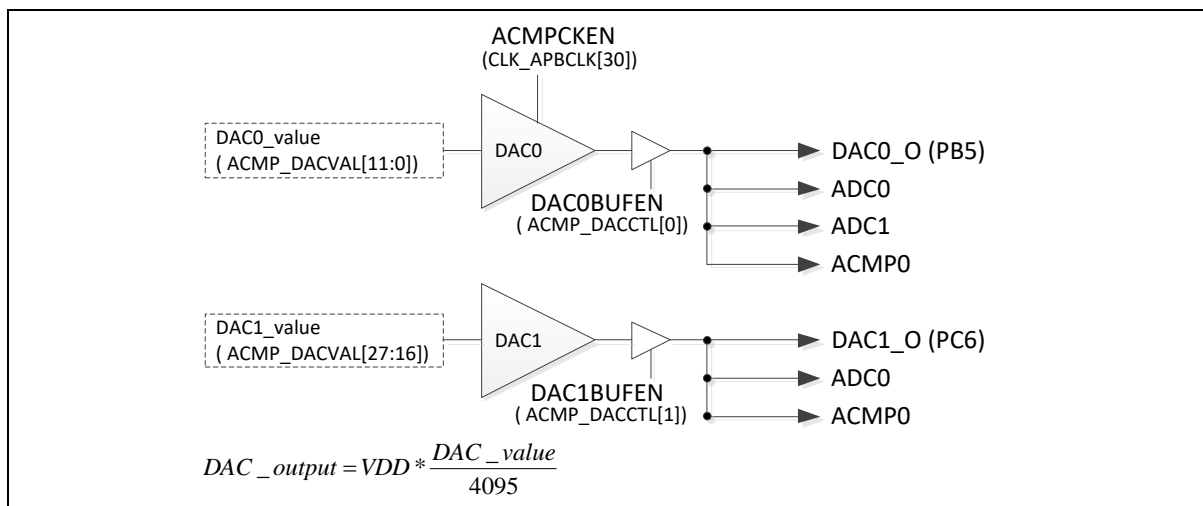 ACMPCKEN
(CLK_APBCLK[30])
DAC0_value
( ACMP_DACVAL[11:0])
DAC0
DAC0BUFEN
( ACMP_DACCTL[0])
DAC0_O (PB5)
ADC0
ADC1
ACMP0
DAC1_value
( ACMP_DACVAL[27:16])
DAC1
DAC1BUFEN
( ACMP_DACCTL[1])
DAC1_O (PC6)
ADC0
ACMP0
DAC_output = VDD * DAC_value / 4095